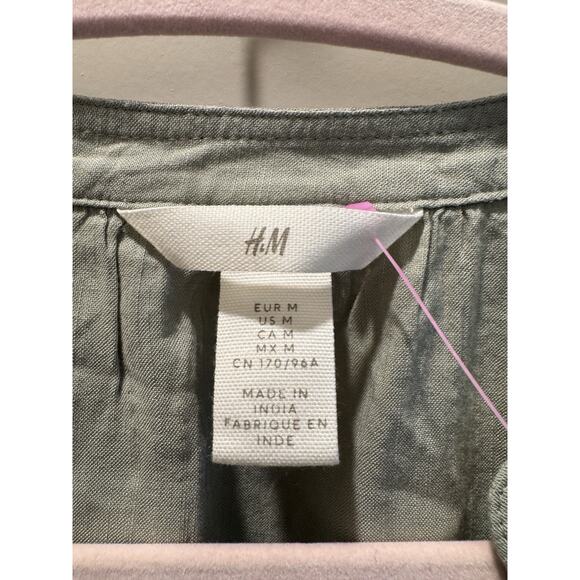 H&M
EUR M
US M
CA M
MX M
CN 170/96A
MADE IN
INDIA
FABRIQUE EN
INDE